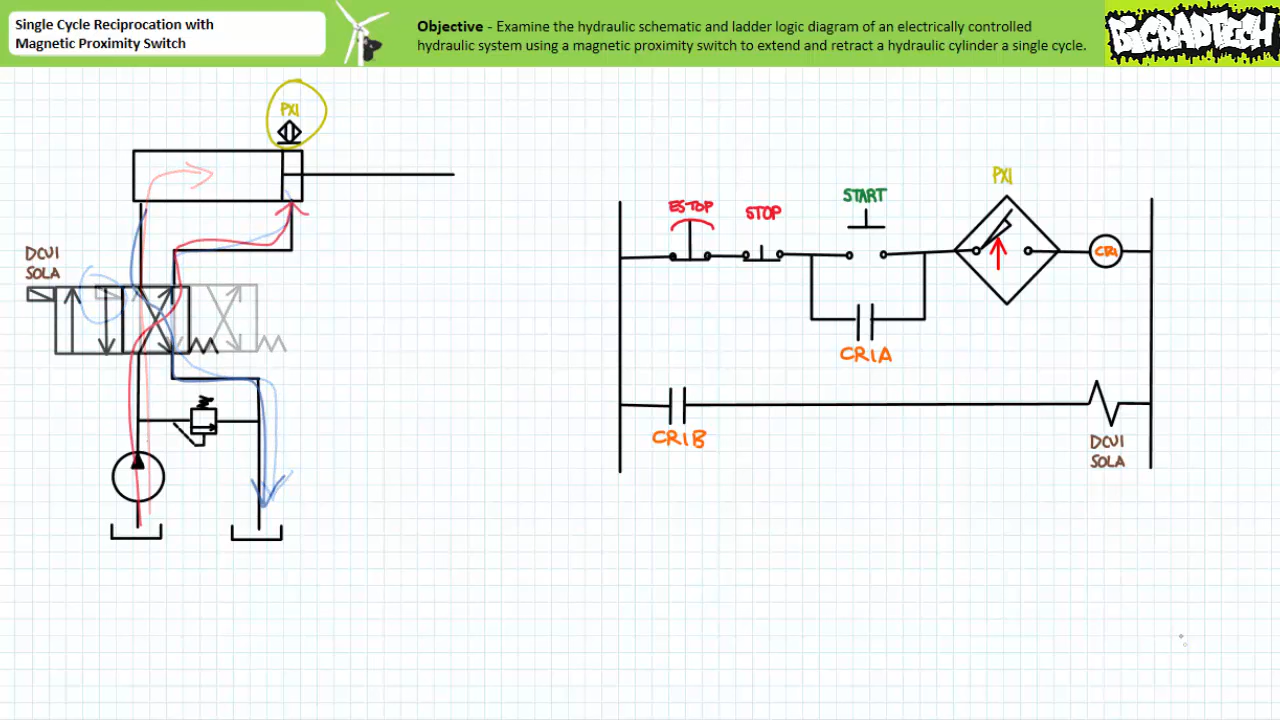 Single Cycle Reciprocation with
Magnetic Proximity Switch
Objective - Examine the hydraulic schematic and ladder logic diagram of an electrically controlled
hydraulic system using a magnetic proximity switch to extend and retract a hydraulic cylinder a single cycle.
BIGBADTECH
PX1
DCV1
SOLA
ESTOP
STOP
START
PX1
CR1
CR1A
CR1B
DCV1
SOLA